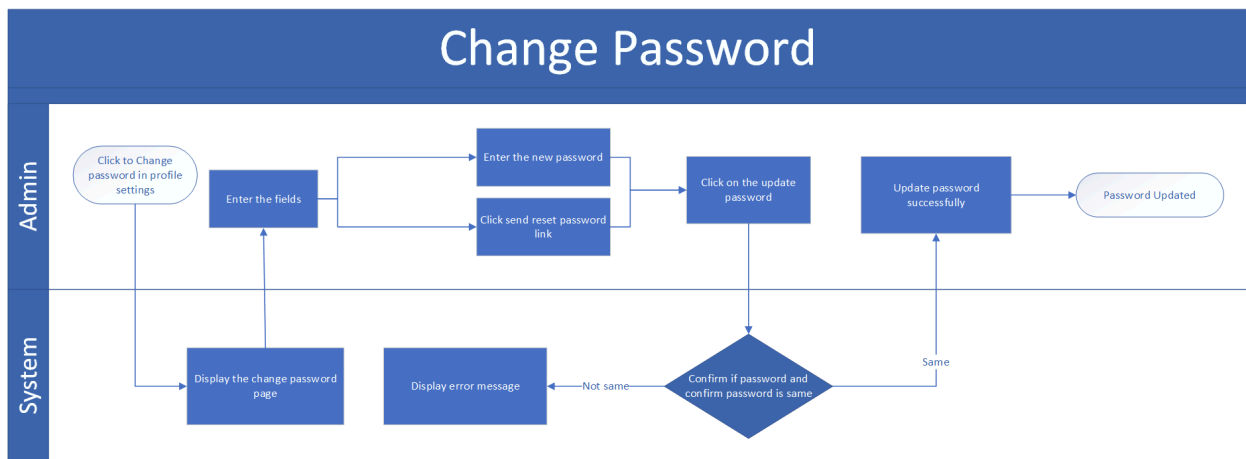 Change Password
Admin
Click to Change
password in profile
settings
Enter the fields
Enter the new password
Click send reset password
link
Click on the update
password
Update password
successfully
Password Updated
System
Display the change password
page
Display error message
Not same
Confirm if password and
confirm password is same
Same